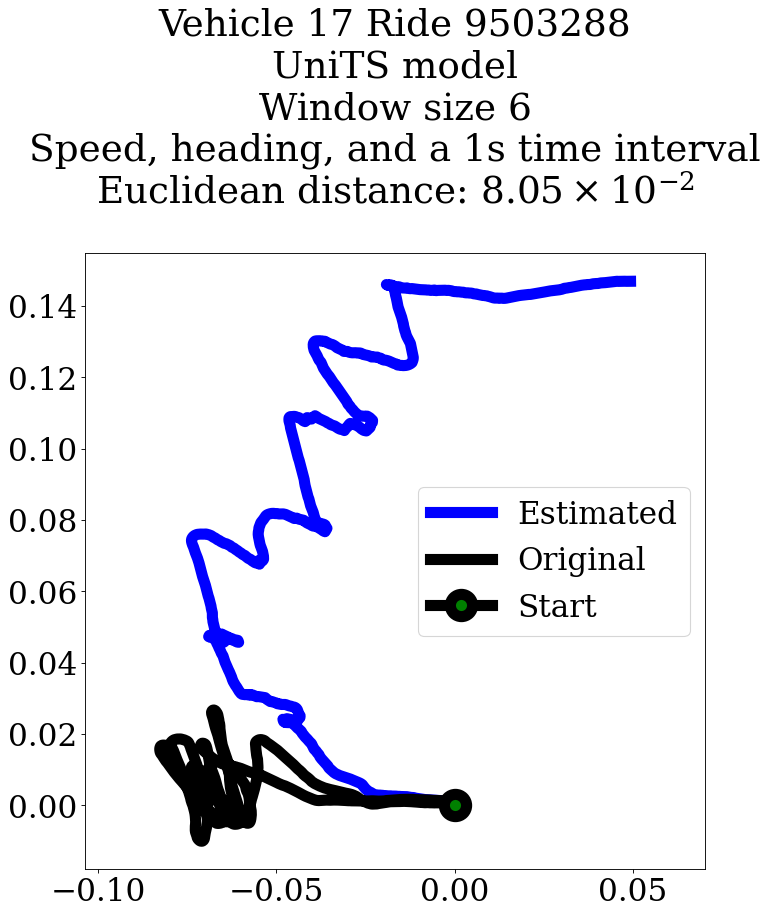 Vehicle 17 Ride 9503288
UniTS model
Window size 6
Speed, heading, and a 1s time interval
Euclidean distance: 8.05 × 10⁻²
0.14
0.12
0.10
0.08
0.06
0.04
0.02
0.00
Estimated
Original
Start
−0.10
−0.05
0.00
0.05